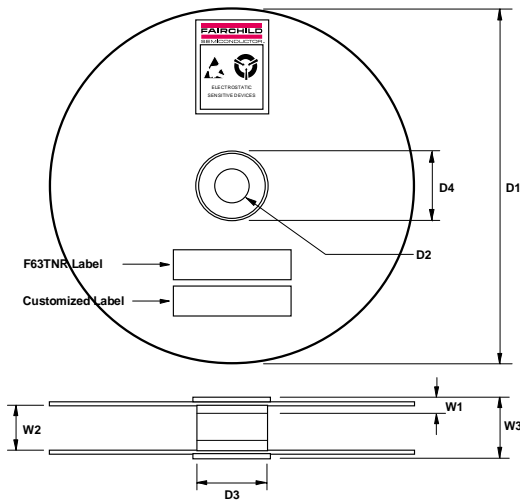 FAIRCHILD
SEMICONDUCTOR
ELECTROSTATIC
SENSITIVE DEVICES
D4
D1
D2
F63TNR Label
Customized Label
W1
W2
W3
D3